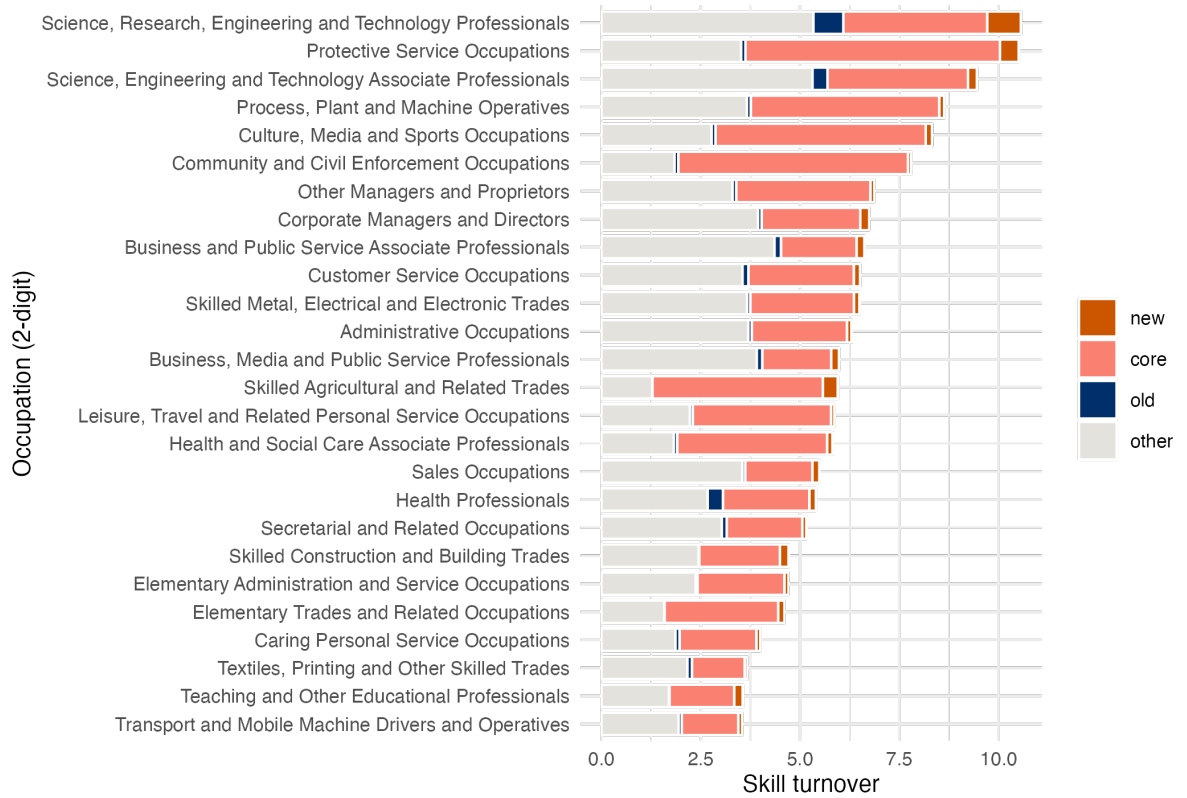 Science, Research, Engineering and Technology Professionals
Protective Service Occupations
Science, Engineering and Technology Associate Professionals
Process, Plant and Machine Operatives
Culture, Media and Sports Occupations
Community and Civil Enforcement Occupations
Other Managers and Proprietors
Corporate Managers and Directors
Business and Public Service Associate Professionals
Customer Service Occupations
Skilled Metal, Electrical and Electronic Trades
Administrative Occupations
Business, Media and Public Service Professionals
Skilled Agricultural and Related Trades
Leisure, Travel and Related Personal Service Occupations
Health and Social Care Associate Professionals
Sales Occupations
Health Professionals
Secretarial and Related Occupations
Skilled Construction and Building Trades
Elementary Administration and Service Occupations
Elementary Trades and Related Occupations
Caring Personal Service Occupations
Textiles, Printing and Other Skilled Trades
Teaching and Other Educational Professionals
Transport and Mobile Machine Drivers and Operatives
Occupation (2-digit)
0.0 2.5 5.0 7.5 10.0
Skill turnover
new
core
old
other